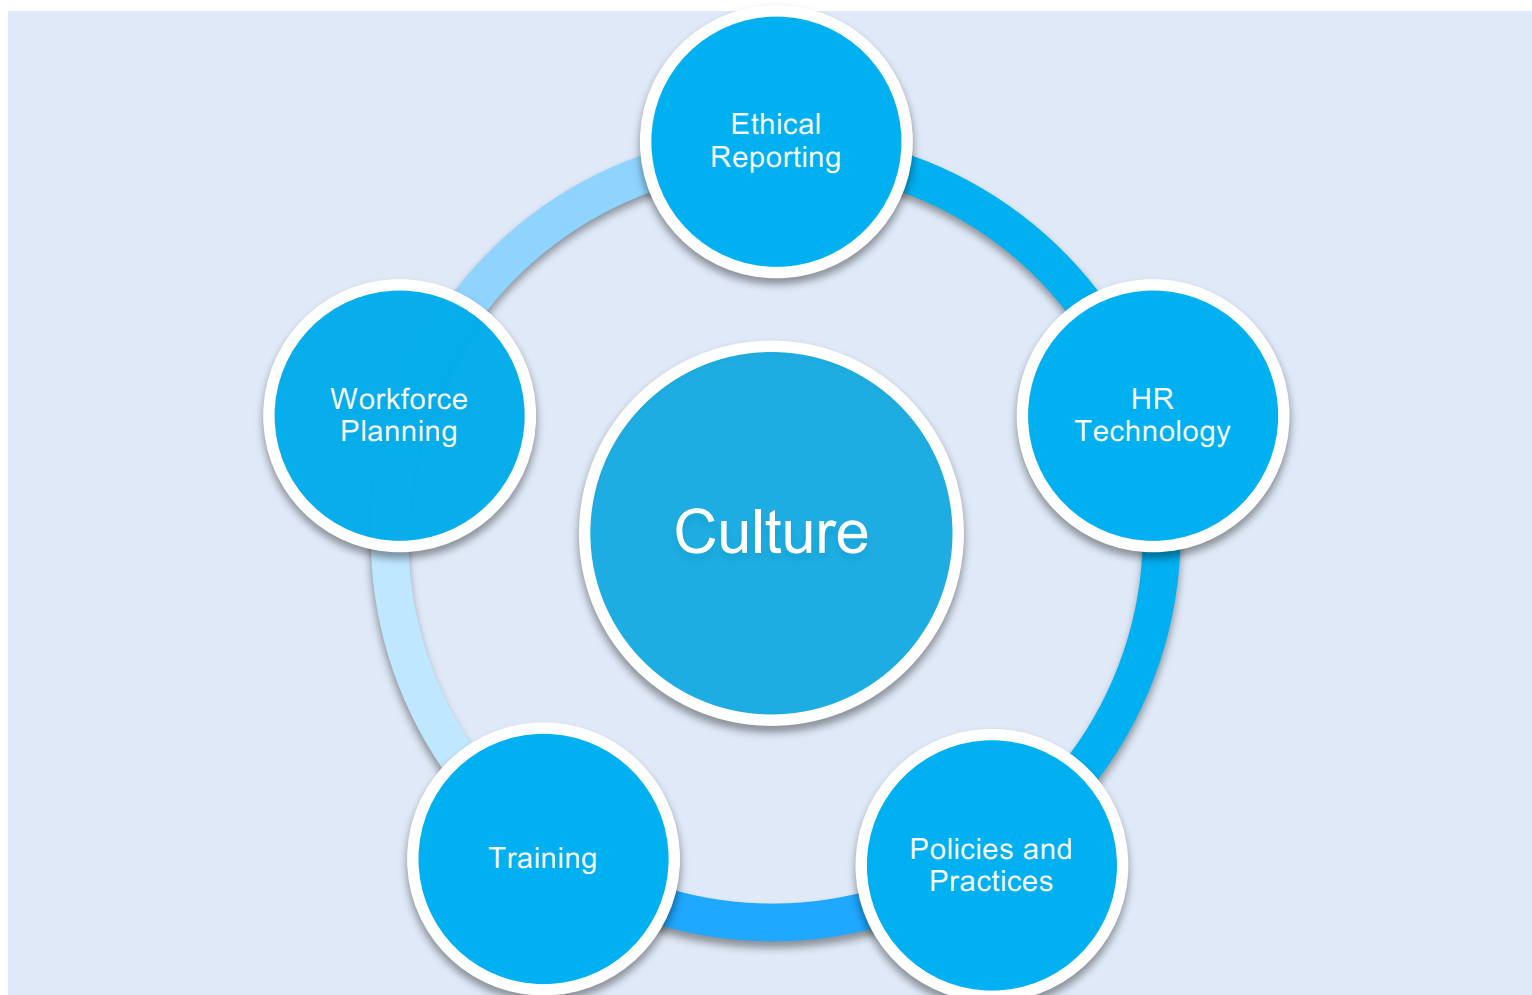 Ethical
Reporting
Workforce
Planning
HR
Technology
Culture
Training
Policies and
Practices